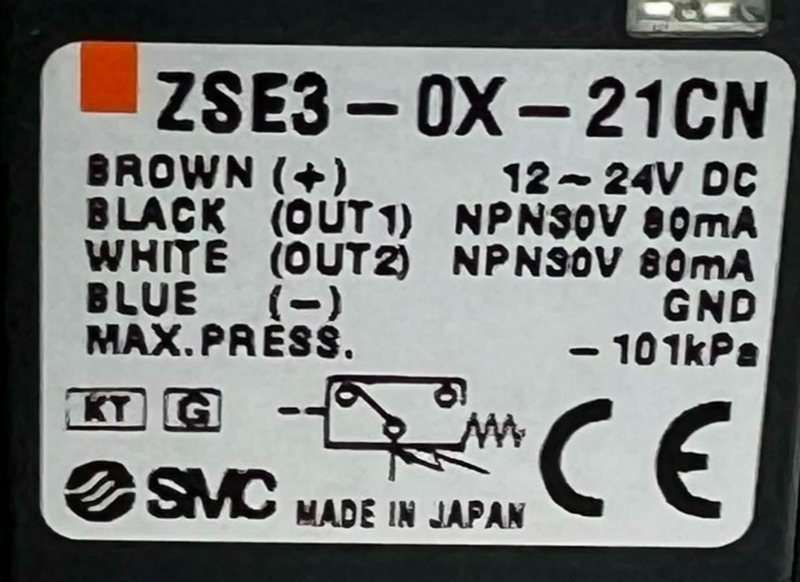 ZSE3-0X-21CN
BROWN (+) 12~24V DC
BLACK (OUT1) NPN30V 80mA
WHITE (OUT2) NPN30V 80mA
BLUE (-) GND
MAX.PRESS. -101kPa
KT G
CE
SMC MADE IN JAPAN